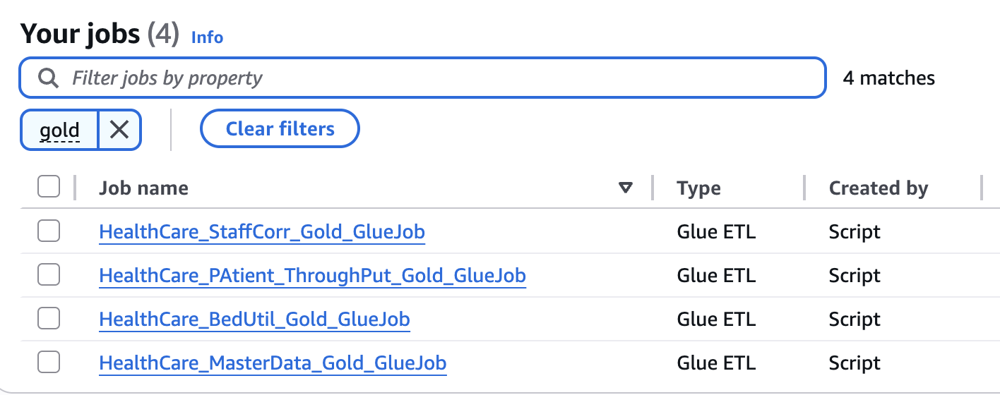 Your jobs (4) Info
Filter jobs by property
4 matches
gold
Clear filters
Job name Type Created by
HealthCare_StaffCorr_Gold_GlueJob Glue ETL Script
HealthCare_PAtient_ThroughPut_Gold_GlueJob Glue ETL Script
HealthCare_BedUtil_Gold_GlueJob Glue ETL Script
HealthCare_MasterData_Gold_GlueJob Glue ETL Script